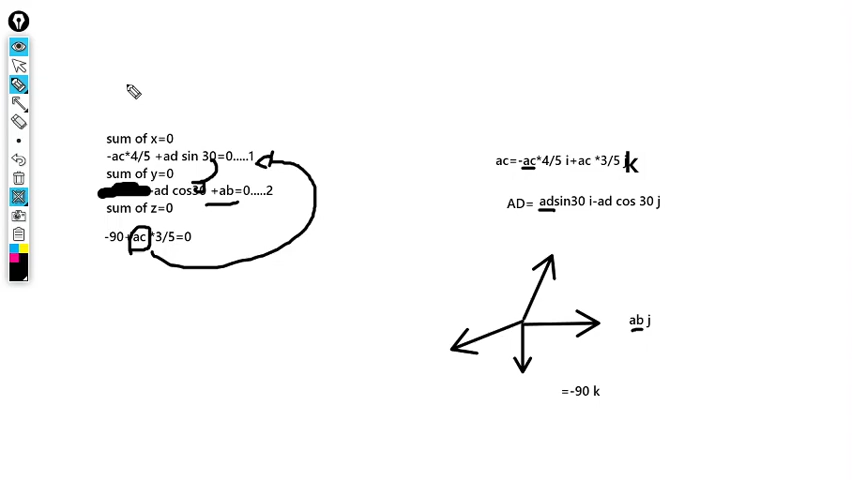 sum of x=0
-ac*4/5 +ad sin 30=0.....1
sum of y=0
-ad cos30 +ab=0.....2
sum of z=0
-90+ac *3/5=0
ac=-ac*4/5 i+ac *3/5 k
AD= adsin30 i-ad cos 30 j
ab j
=-90 k